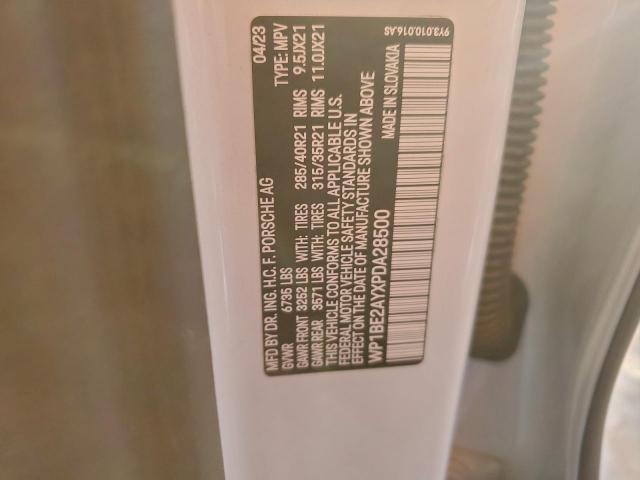 MFD BY DR. ING. H.C. F. PORSCHE AG 04/23
GVWR 6735 LBS TYPE: MPV
GAWR FRONT 3252 LBS WITH: TIRES 285/40R21 RIMS 9.5JX21
GAWR REAR 3571 LBS WITH: TIRES 315/35R21 RIMS 11.0JX21
THIS VEHICLE CONFORMS TO ALL APPLICABLE U.S.
FEDERAL MOTOR VEHICLE SAFETY STANDARDS IN
EFFECT ON DATE OF MANUFACTURE SHOWN ABOVE
WP1BE2AYXPDA28500 MADE IN SLOVAKIA
9Y3.010.016.AS